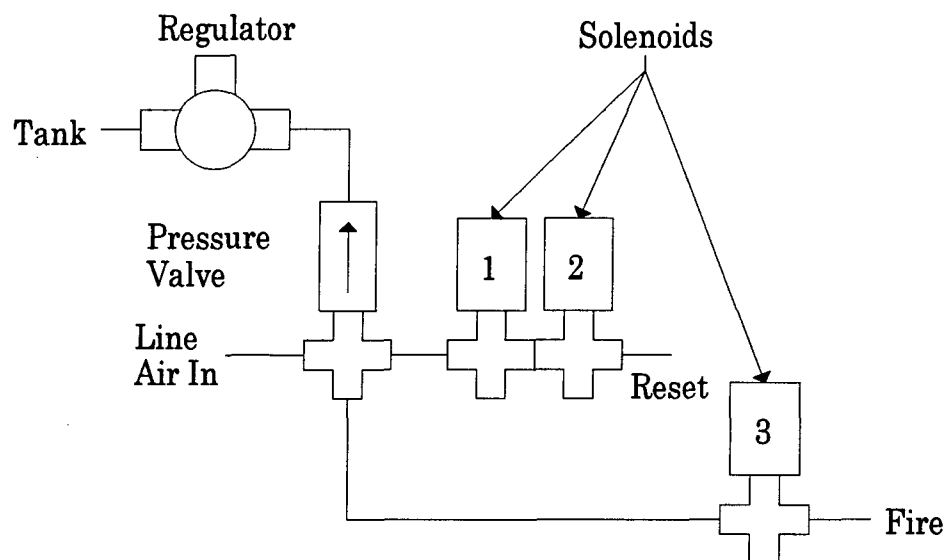 Regulator
Solenoids
Tank
Pressure
Valve
1
2
Line
Air In
Reset
3
Fire